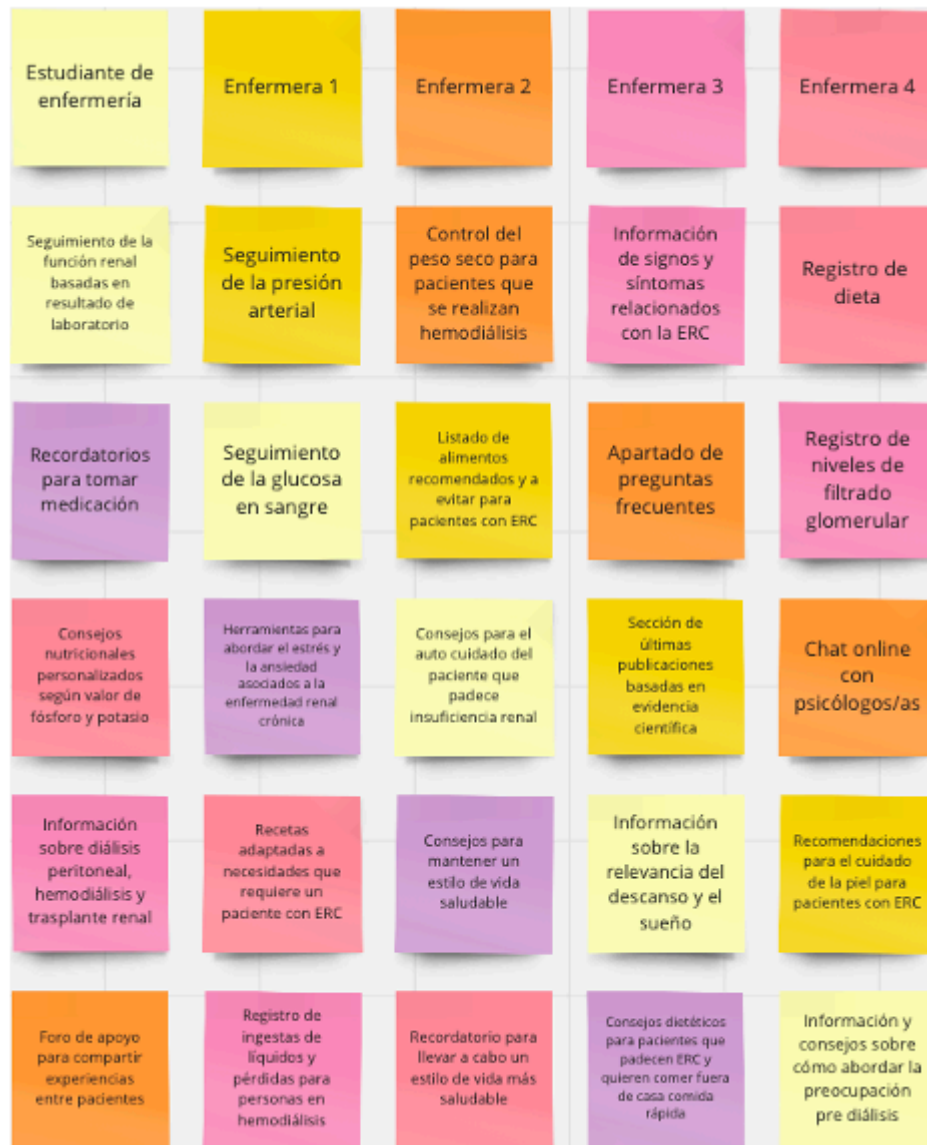 Estudiante de
enfermería
Enfermera 1
Enfermera 2
Enfermera 3
Enfermera 4
Seguimiento de la
función renal
basadas en
resultado de
laboratorio
Seguimiento
de la presión
arterial
Control del
peso seco para
pacientes que
se realizan
hemodiálisis
Información
de signos y
síntomas
relacionados
con la ERC
Registro de
dieta
Recordatorios
para tomar
medicación
Seguimiento
de la glucosa
en sangre
Listado de
alimentos
recomendados y a
evitar para
pacientes con ERC
Apartado de
preguntas
frecuentes
Registro de
niveles de
filtrado
glomerular
Consejos
nutricionales
personalizados
según valor de
fósforo y potasio
Herramientas para
abordar el estrés y
la ansiedad
asociados a la
enfermedad renal
crónica
Consejos para el
auto cuidado del
paciente que
padece
insuficiencia renal
Sección de
últimas
publicaciones
basadas en
evidencia
científica
Chat online
con
psicólogos/as
Información
sobre diálisis
peritoneal,
hemodiálisis y
trasplante renal
Recetas
adaptadas a
necesidades que
requiere un
paciente con ERC
Consejos para
mantener un
estilo de vida
saludable
Información
sobre la
relevancia del
descanso y el
sueño
Recomendaciones
para el cuidado
de la piel para
pacientes con ERC
Foro de apoyo
para compartir
experiencias
entre pacientes
Registro de
ingestas de
líquidos y
pérdidas para
personas en
hemodiálisis
Recordatorio para
llevar a cabo un
estilo de vida más
saludable
Consejos dietéticos
para pacientes que
padecen ERC y
quieren comer fuera
de casa comida
rápida
Información y
consejos sobre
cómo abordar la
preocupación
pre diálisis